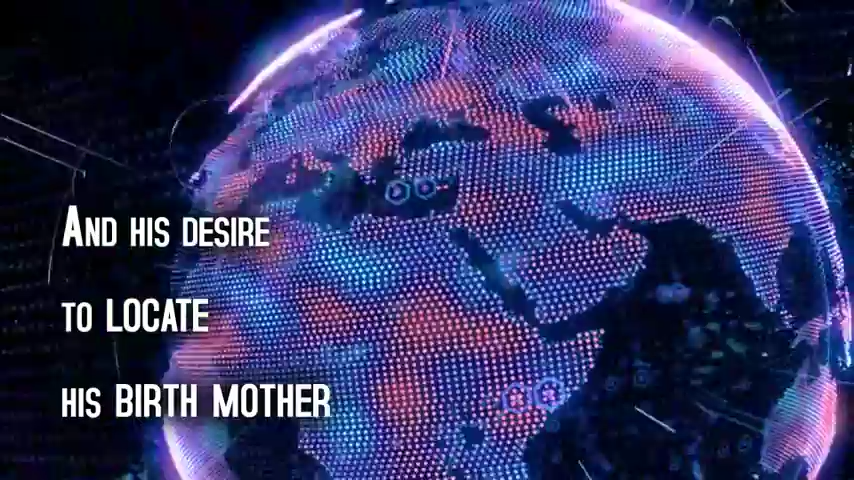 And his desire
to LOCATE
his BIRTH MOTHER